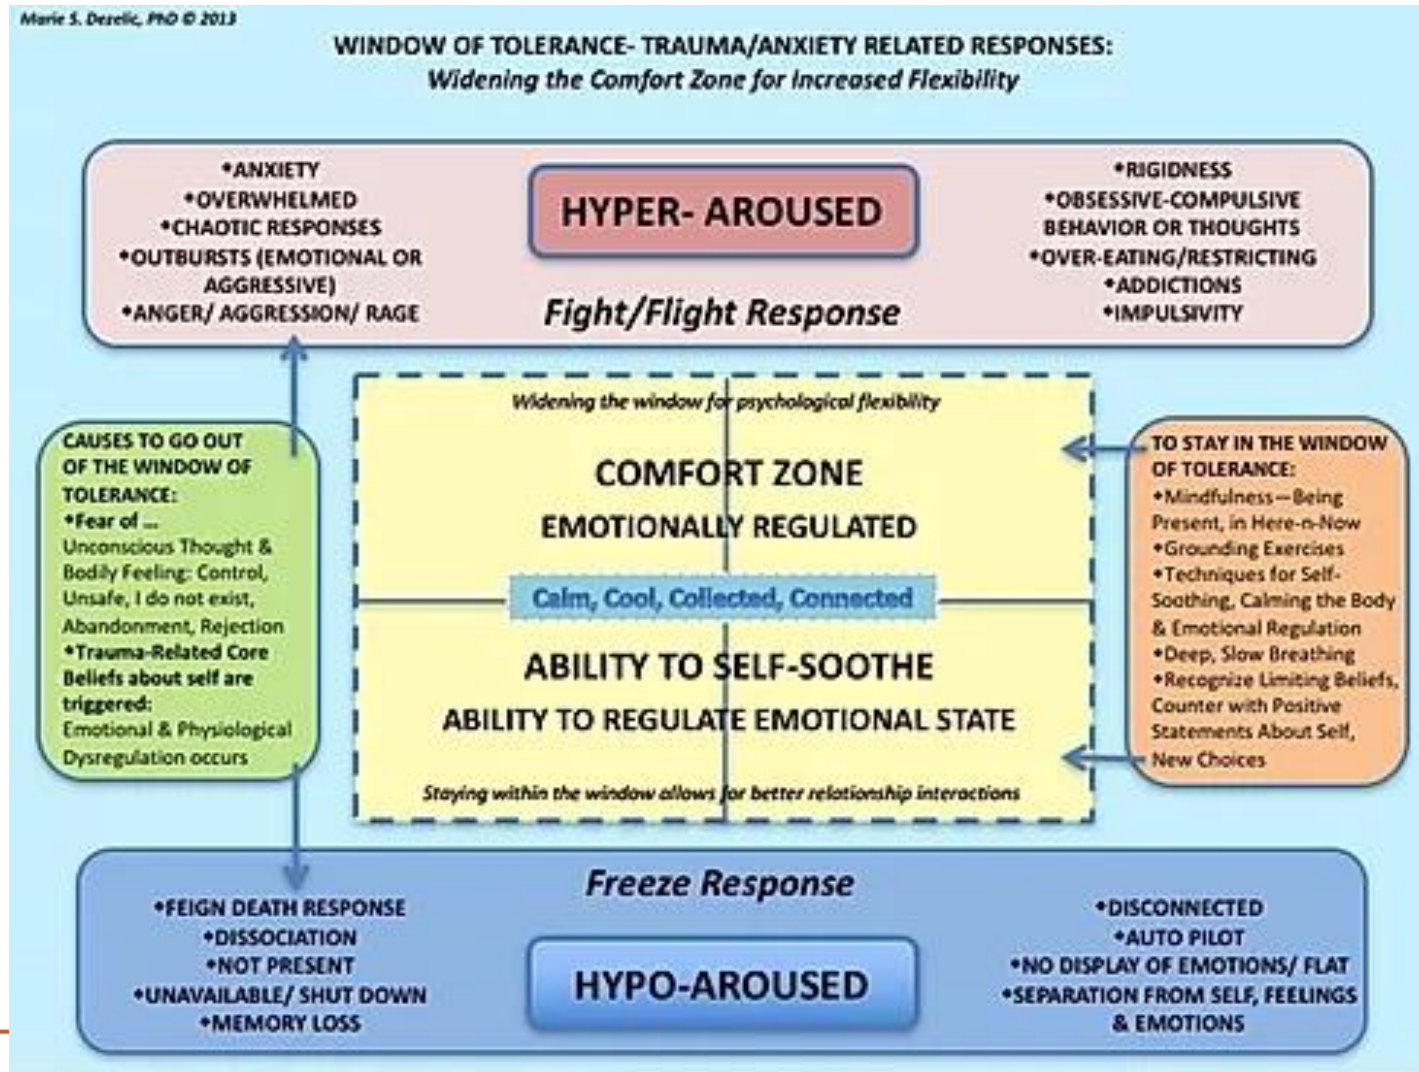 Marie S. Dezelic, PhD © 2013
WINDOW OF TOLERANCE- TRAUMA/ANXIETY RELATED RESPONSES:
Widening the Comfort Zone for Increased Flexibility
•ANXIETY
•OVERWHELMED
•CHAOTIC RESPONSES
•OUTBURSTS (EMOTIONAL OR
AGGRESSIVE)
•ANGER/ AGGRESSION/ RAGE
HYPER- AROUSED
Fight/Flight Response
•RIGIDNESS
•OBSESSIVE-COMPULSIVE
BEHAVIOR OR THOUGHTS
•OVER-EATING/RESTRICTING
•ADDICTIONS
•IMPULSIVITY
CAUSES TO GO OUT
OF THE WINDOW OF
TOLERANCE:
•Fear of ...
Unconscious Thought &
Bodily Feeling: Control,
Unsafe, I do not exist,
Abandonment, Rejection
•Trauma-Related Core
Beliefs about self are
triggered:
Emotional & Physiological
Dysregulation occurs
Widening the window for psychological flexibility
COMFORT ZONE
EMOTIONALLY REGULATED
Calm, Cool, Collected, Connected
ABILITY TO SELF-SOOTHE
ABILITY TO REGULATE EMOTIONAL STATE
Staying within the window allows for better relationship interactions
TO STAY IN THE WINDOW
OF TOLERANCE:
•Mindfulness—Being
Present, in Here-n-Now
•Grounding Exercises
•Techniques for Self-
Soothing, Calming the Body
& Emotional Regulation
•Deep, Slow Breathing
•Recognize Limiting Beliefs,
Counter with Positive
Statements About Self,
New Choices
Freeze Response
HYPO-AROUSED
•FEIGN DEATH RESPONSE
•DISSOCIATION
•NOT PRESENT
•UNAVAILABLE/ SHUT DOWN
•MEMORY LOSS
•DISCONNECTED
•AUTO PILOT
•NO DISPLAY OF EMOTIONS/ FLAT
•SEPARATION FROM SELF, FEELINGS
& EMOTIONS